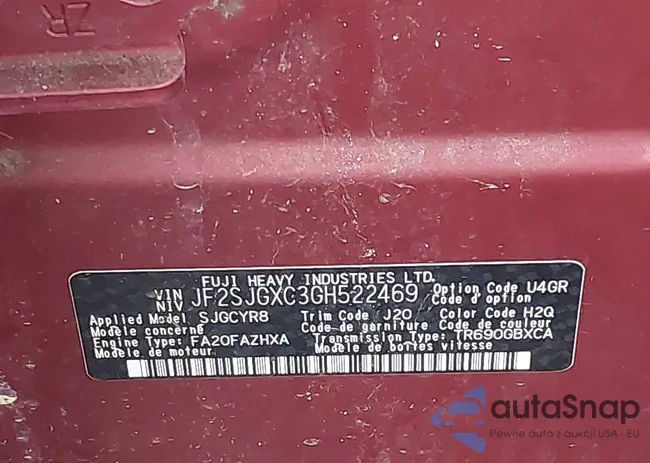 ZR
FUJI HEAVY INDUSTRIES LTD.
VIN
NIV JF2SJGXC3GH522469 Option Code U4GR
Code d'option
Applied Model SJGCYR8 Trim Code J20 Color Code H2Q
Modele concerné Code de garniture Code de couleur
Engine Type: FA20FAZHXA Transmission Type: TR690GBXCA
Modele de moteur Modele de boîtes vitesse
autaSnap
Pewne auta z aukcji USA i EU